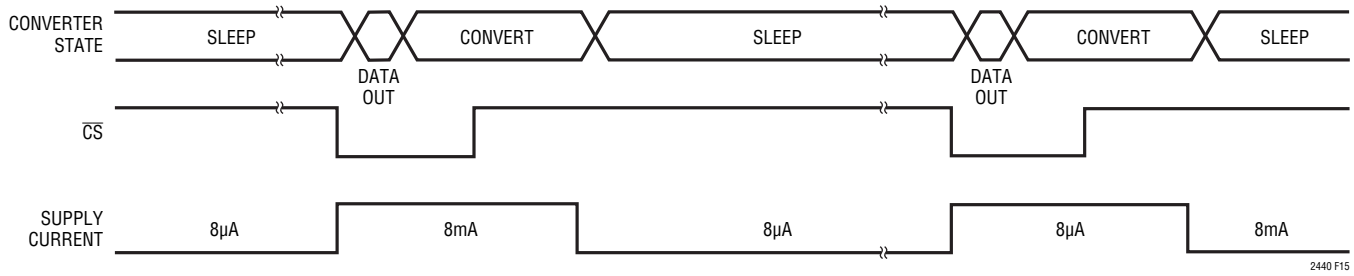 CONVERTER
STATE
SLEEP
CONVERT
SLEEP
CONVERT
SLEEP
DATA
OUT
DATA
OUT
CS
SUPPLY
CURRENT
8µA
8mA
8µA
8µA
8mA
2440 F15